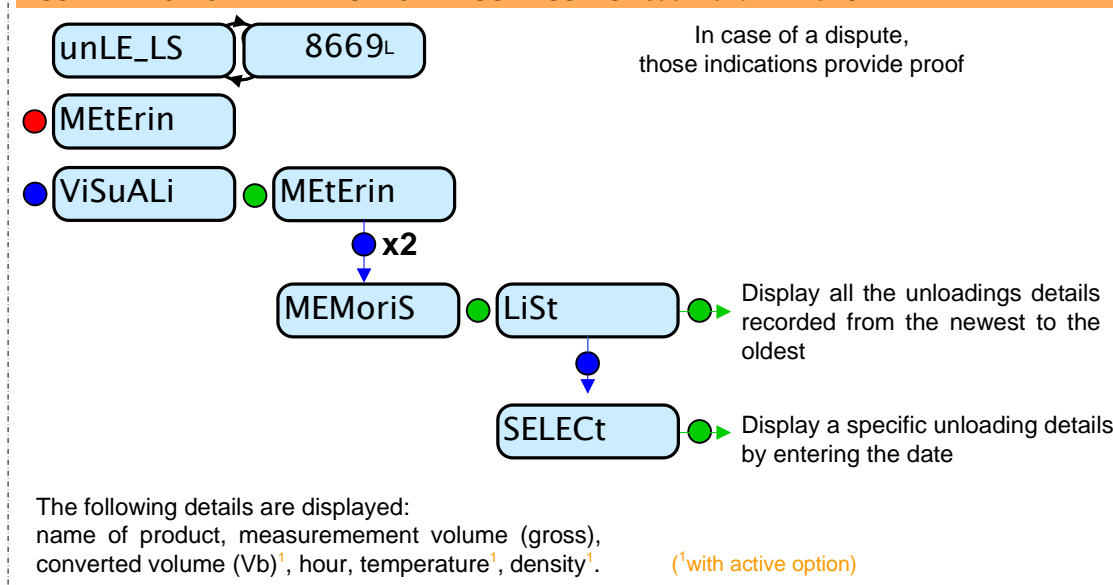 unLE_LS 8669L
In case of a dispute,
those indications provide proof
MEtErin
ViSuALi MEtErin
x2
MEMoriS LiSt
Display all the unloadings details
recorded from the newest to the
oldest
SELECt
Display a specific unloading details
by entering the date
The following details are displayed:
name of product, measuremement volume (gross),
converted volume (Vb)¹, hour, temperature¹, density¹. (¹with active option)